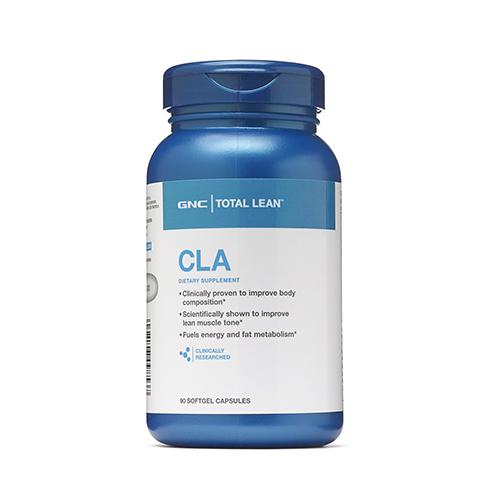 GNC | TOTAL LEAN™
CLA
DIETARY SUPPLEMENT
• Clinically proven to improve body
composition*
• Scientifically shown to improve
lean muscle tone*
• Fuels energy and fat metabolism*
CLINICALLY
RESEARCHED
90 SOFTGEL CAPSULES